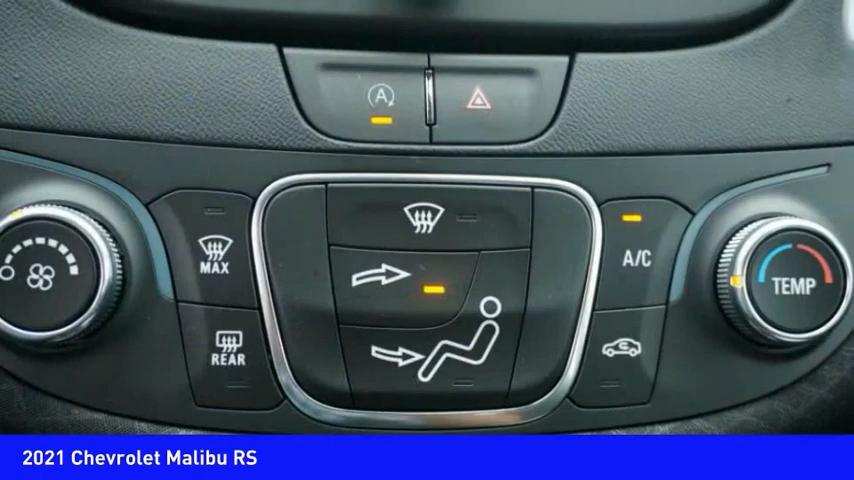 A
MAX
A/C
TEMP
REAR
2021 Chevrolet Malibu RS